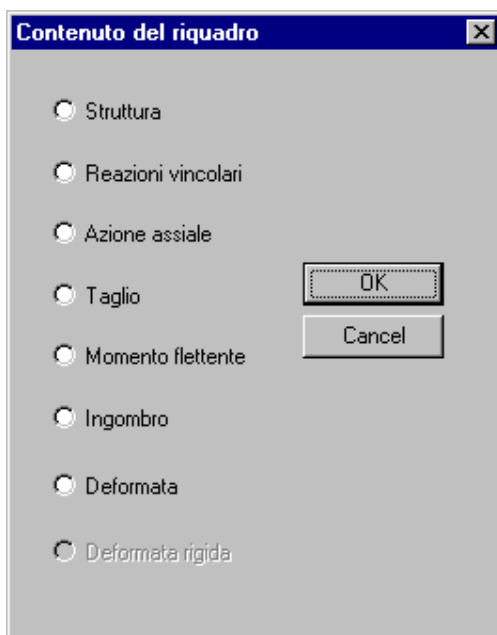 Contenuto del riquadro
Struttura
Reazioni vincolari
Azione assiale
Taglio
Momento flettente
Ingombro
Deformata
Deformata rigida
OK
Cancel